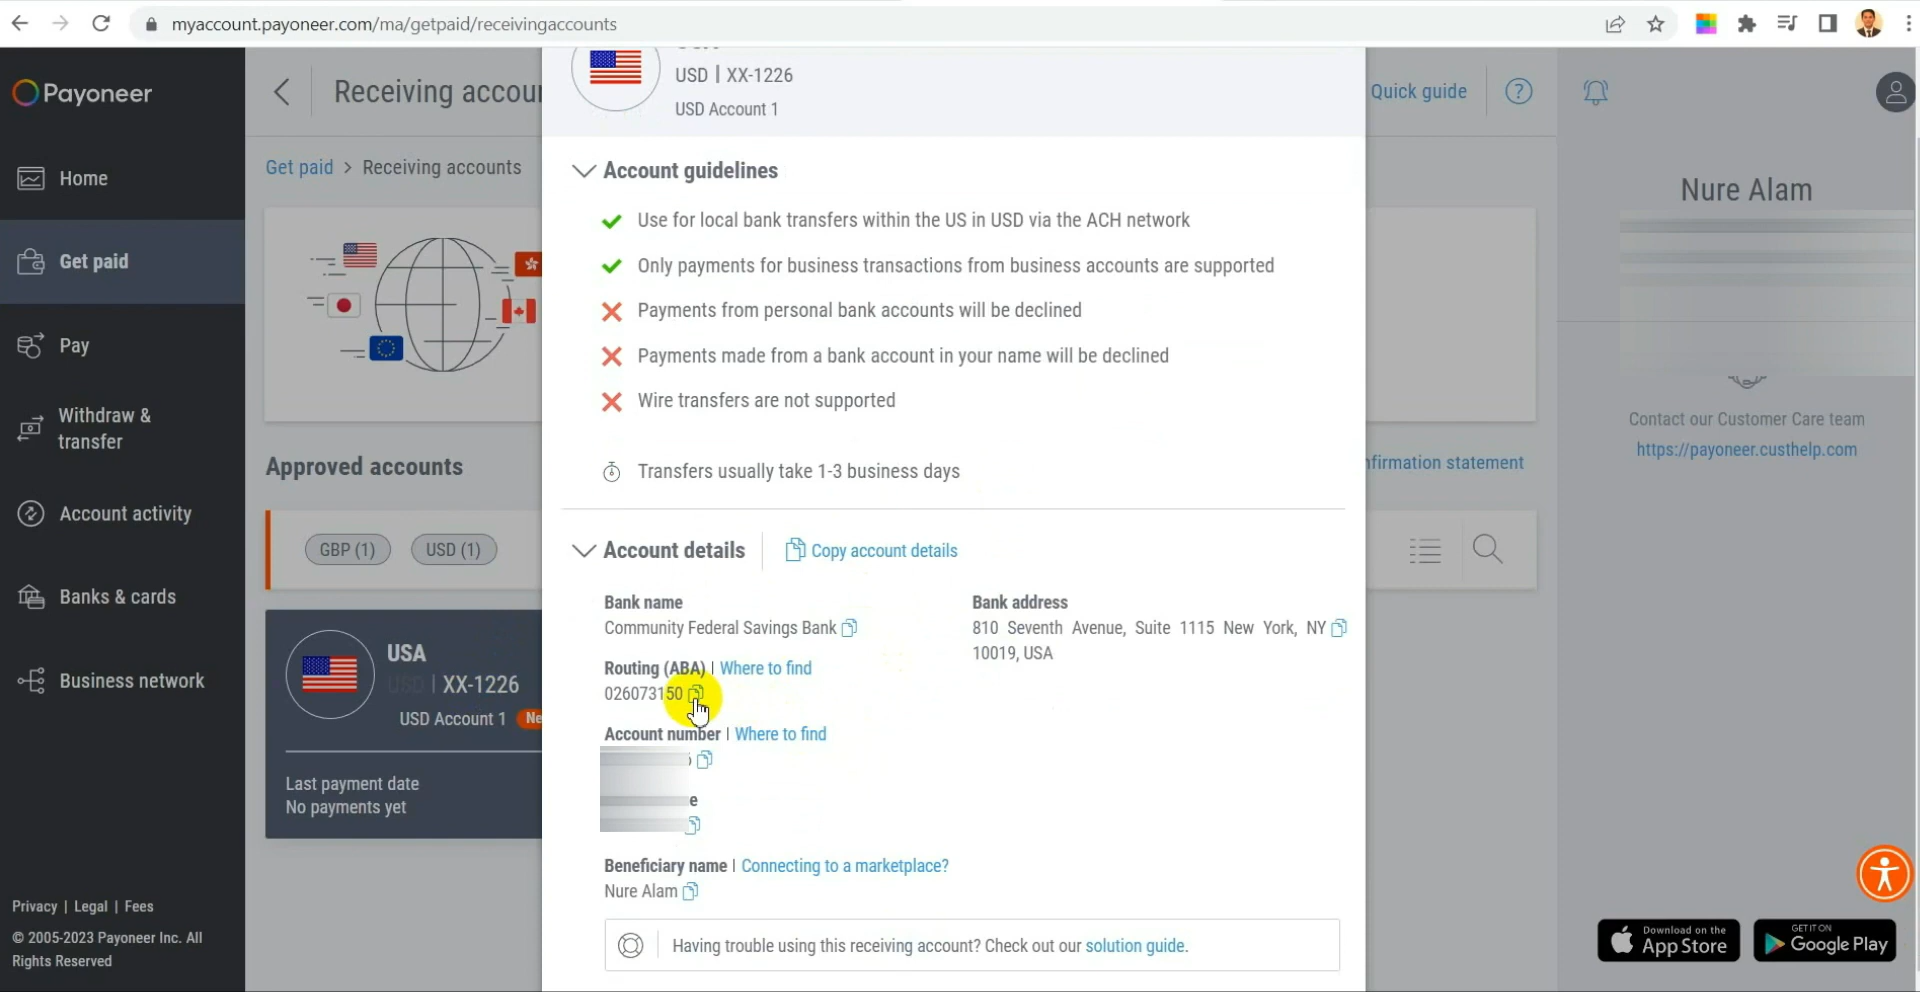 myaccount.payoneer.com/ma/getpaid/receivingaccounts
Payoneer
Home
Get paid
Pay
Withdraw &
transfer
Account activity
Banks & cards
Business network
Privacy | Legal | Fees
© 2005-2023 Payoneer Inc. All
Rights Reserved
Receiving accou
Get paid > Receiving accounts
Approved accounts
GBP (1)
USD (1)
USA
USD | XX-1226
USD Account 1 Ne
Last payment date
No payments yet
USD | XX-1226
USD Account 1
Account guidelines
Use for local bank transfers within the US in USD via the ACH network
Only payments for business transactions from business accounts are supported
Payments from personal bank accounts will be declined
Payments made from a bank account in your name will be declined
Wire transfers are not supported
Transfers usually take 1-3 business days
Account details
Copy account details
Bank name
Community Federal Savings Bank
Routing (ABA) | Where to find
026073150
Account number | Where to find
e
Beneficiary name | Connecting to a marketplace?
Nure Alam
Bank address
810 Seventh Avenue, Suite 1115 New York, NY
10019, USA
Having trouble using this receiving account? Check out our solution guide.
Quick guide
?
nfirmation statement
Nure Alam
Contact our Customer Care team
https://payoneer.custhelp.com
Download on the
App Store
GET IT ON
Google Play